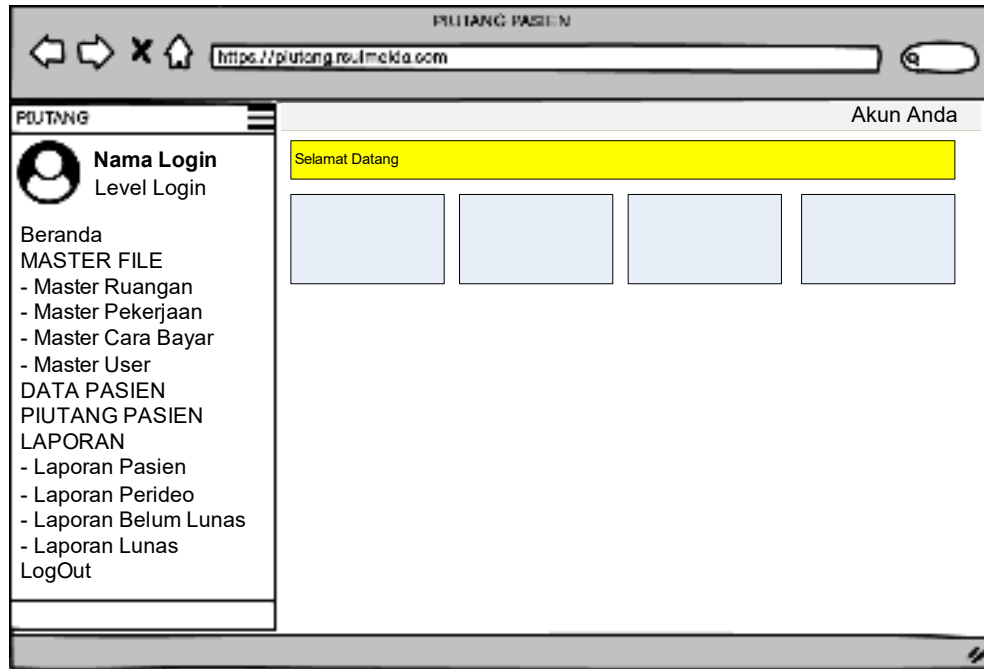 PIUTANG PASIEN
https://piutang.rsuimelda.com
PIUTANG
Akun Anda
Nama Login
Level Login
Selamat Datang
Beranda
MASTER FILE
- Master Ruangan
- Master Pekerjaan
- Master Cara Bayar
- Master User
DATA PASIEN
PIUTANG PASIEN
LAPORAN
- Laporan Pasien
- Laporan Perideo
- Laporan Belum Lunas
- Laporan Lunas
LogOut